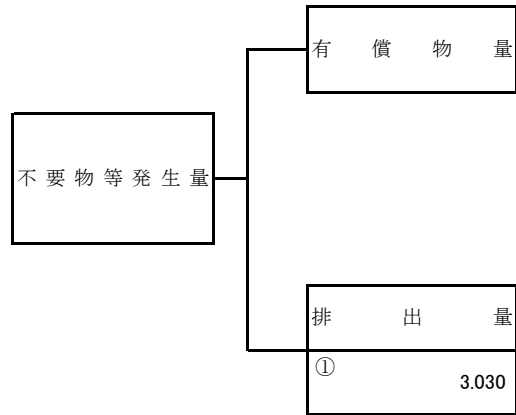 有償物量
不要物等発生量
排出量
①
3.030